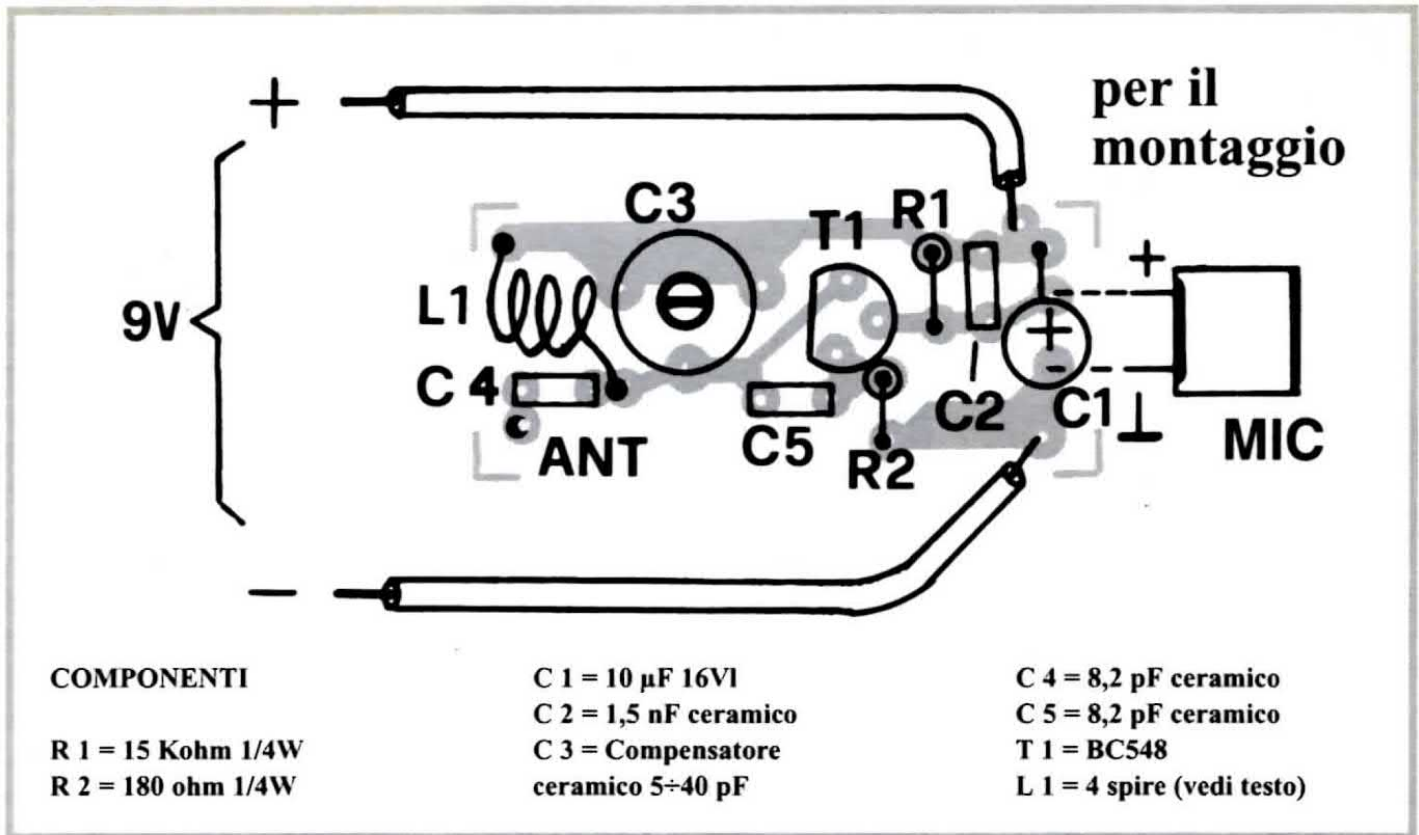 +
per il
montaggio
C3
T1
R1
+
9V
L1
+
-
C 4
C2
C1
ANT
C5
R2
MIC
−
COMPONENTI
R 1 = 15 Kohm 1/4W
R 2 = 180 ohm 1/4W
C 1 = 10 µF 16Vl
C 2 = 1,5 nF ceramico
C 3 = Compensatore
ceramico 5÷40 pF
C 4 = 8,2 pF ceramico
C 5 = 8,2 pF ceramico
T 1 = BC548
L 1 = 4 spire (vedi testo)